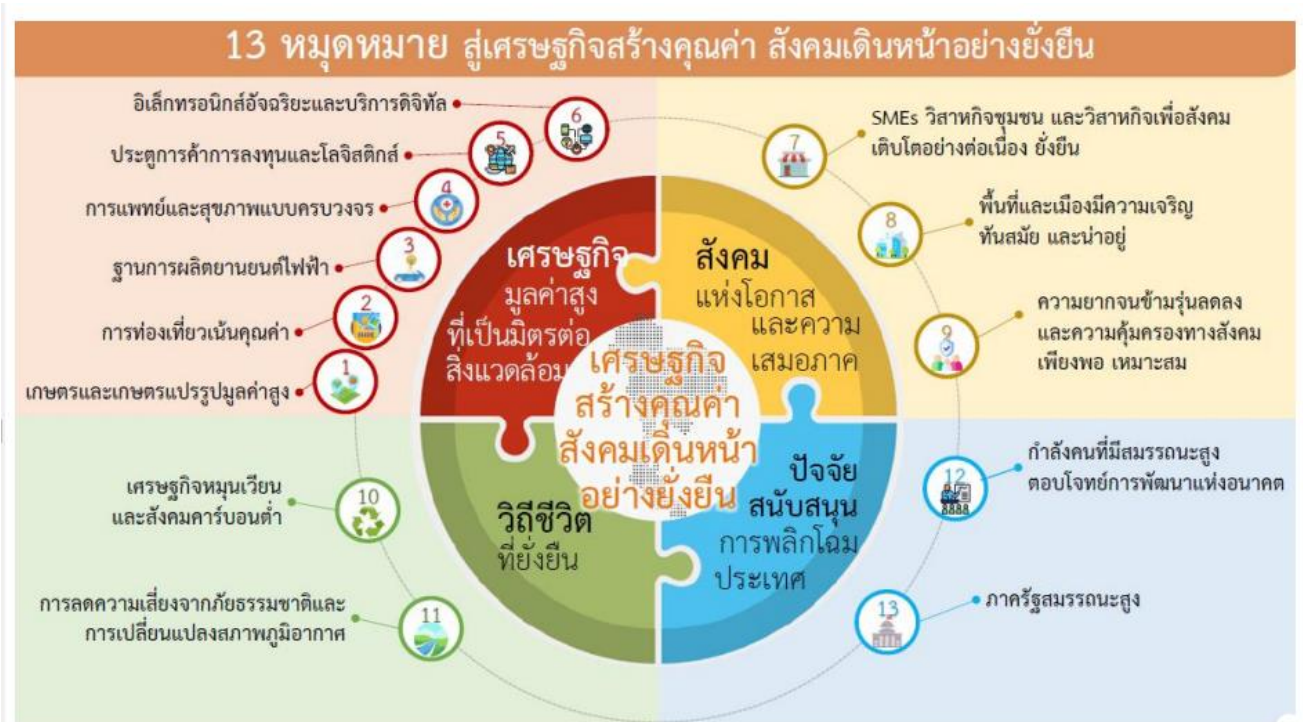 13 หมุดหมาย สู่เศรษฐกิจสร้างคุณค่า สังคมเดินหน้าอย่างยั่งยืน
6
อิเล็กทรอนิกส์อัจฉริยะและบริการดิจิทัล
5
ประตูการค้าการลงทุนและโลจิสติกส์
4
การแพทย์และสุขภาพแบบครบวงจร
3
ฐานการผลิตยานยนต์ไฟฟ้า
2
การท่องเที่ยวเน้นคุณค่า
1
เกษตรและเกษตรแปรรูปมูลค่าสูง
เศรษฐกิจ
มูลค่าสูง
ที่เป็นมิตรต่อ
สิ่งแวดล้อม
7
SMEs วิสาหกิจชุมชน และวิสาหกิจเพื่อสังคม
เติบโตอย่างต่อเนื่อง ยั่งยืน
8
พื้นที่และเมืองมีความเจริญ
ทันสมัย และน่าอยู่
9
ความยากจนข้ามรุ่นลดลง
และความคุ้มครองทางสังคม
เพียงพอ เหมาะสม
สังคม
แห่งโอกาส
และความ
เสมอภาค
เศรษฐกิจ
สร้างคุณค่า
สังคมเดินหน้า
อย่างยั่งยืน
10
เศรษฐกิจหมุนเวียน
และสังคมคาร์บอนต่ำ
11
การลดความเสี่ยงจากภัยธรรมชาติและ
การเปลี่ยนแปลงสภาพภูมิอากาศ
วิถีชีวิต
ที่ยั่งยืน
ปัจจัย
สนับสนุน
การพลิกโฉม
ประเทศ
12
กำลังคนที่มีสมรรถนะสูง
ตอบโจทย์การพัฒนาแห่งอนาคต
13
ภาครัฐสมรรถนะสูง